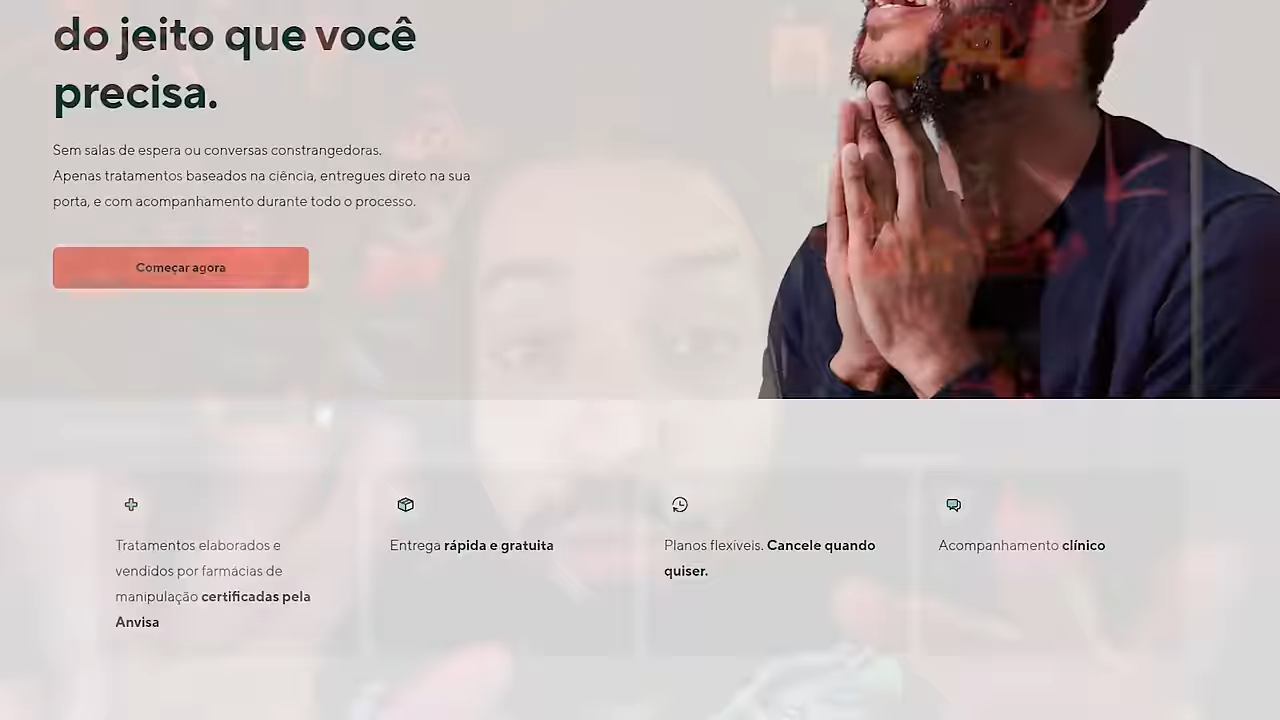 do jeito que você
precisa.
Sem salas de espera ou conversas constrangedoras.
Apenas tratamentos baseados na ciência, entregues direto na sua
porta, e com acompanhamento durante todo o processo.
Começar agora
Tratamentos elaborados e
vendidos por farmácias de
manipulação certificadas pela
Anvisa
Entrega rápida e gratuita
Planos flexíveis. Cancele quando
quiser.
Acompanhamento clínico